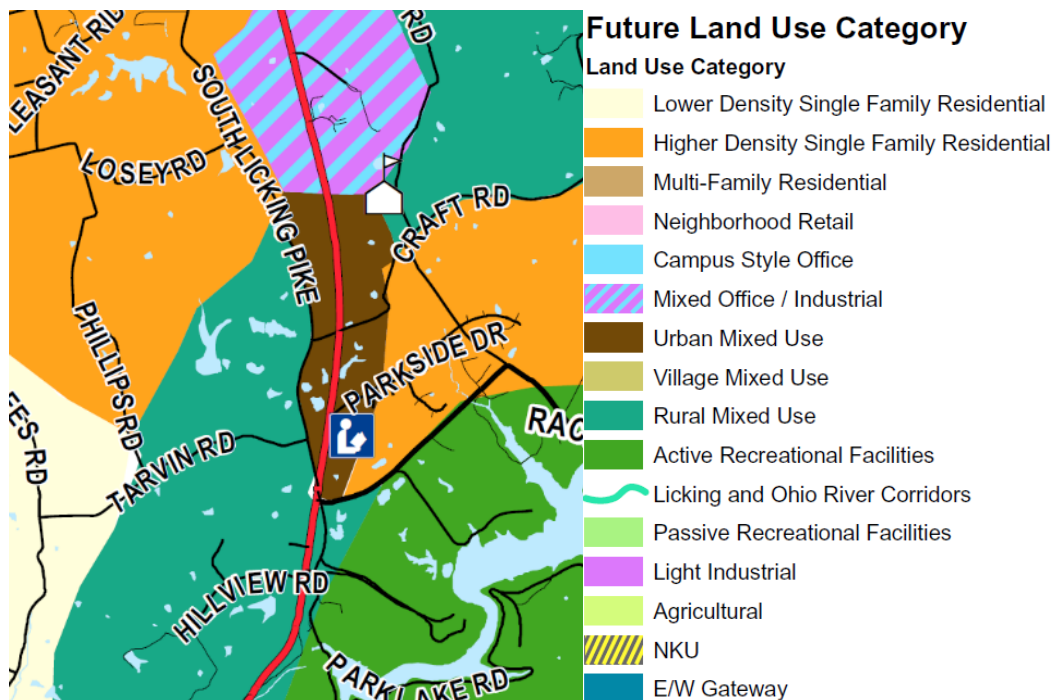 LEASANT RID
RD
SOUTH LICKING PIKE
LOSEY RD
CRAFT RD
PHILLIPS RD
PARKSIDE DR
ES RD
TARVIN RD
RAC
HILLVIEW RD
PARK LAKE RD
Future Land Use Category
Land Use Category
Lower Density Single Family Residential
Higher Density Single Family Residential
Multi-Family Residential
Neighborhood Retail
Campus Style Office
Mixed Office / Industrial
Urban Mixed Use
Village Mixed Use
Rural Mixed Use
Active Recreational Facilities
Licking and Ohio River Corridors
Passive Recreational Facilities
Light Industrial
Agricultural
NKU
E/W Gateway